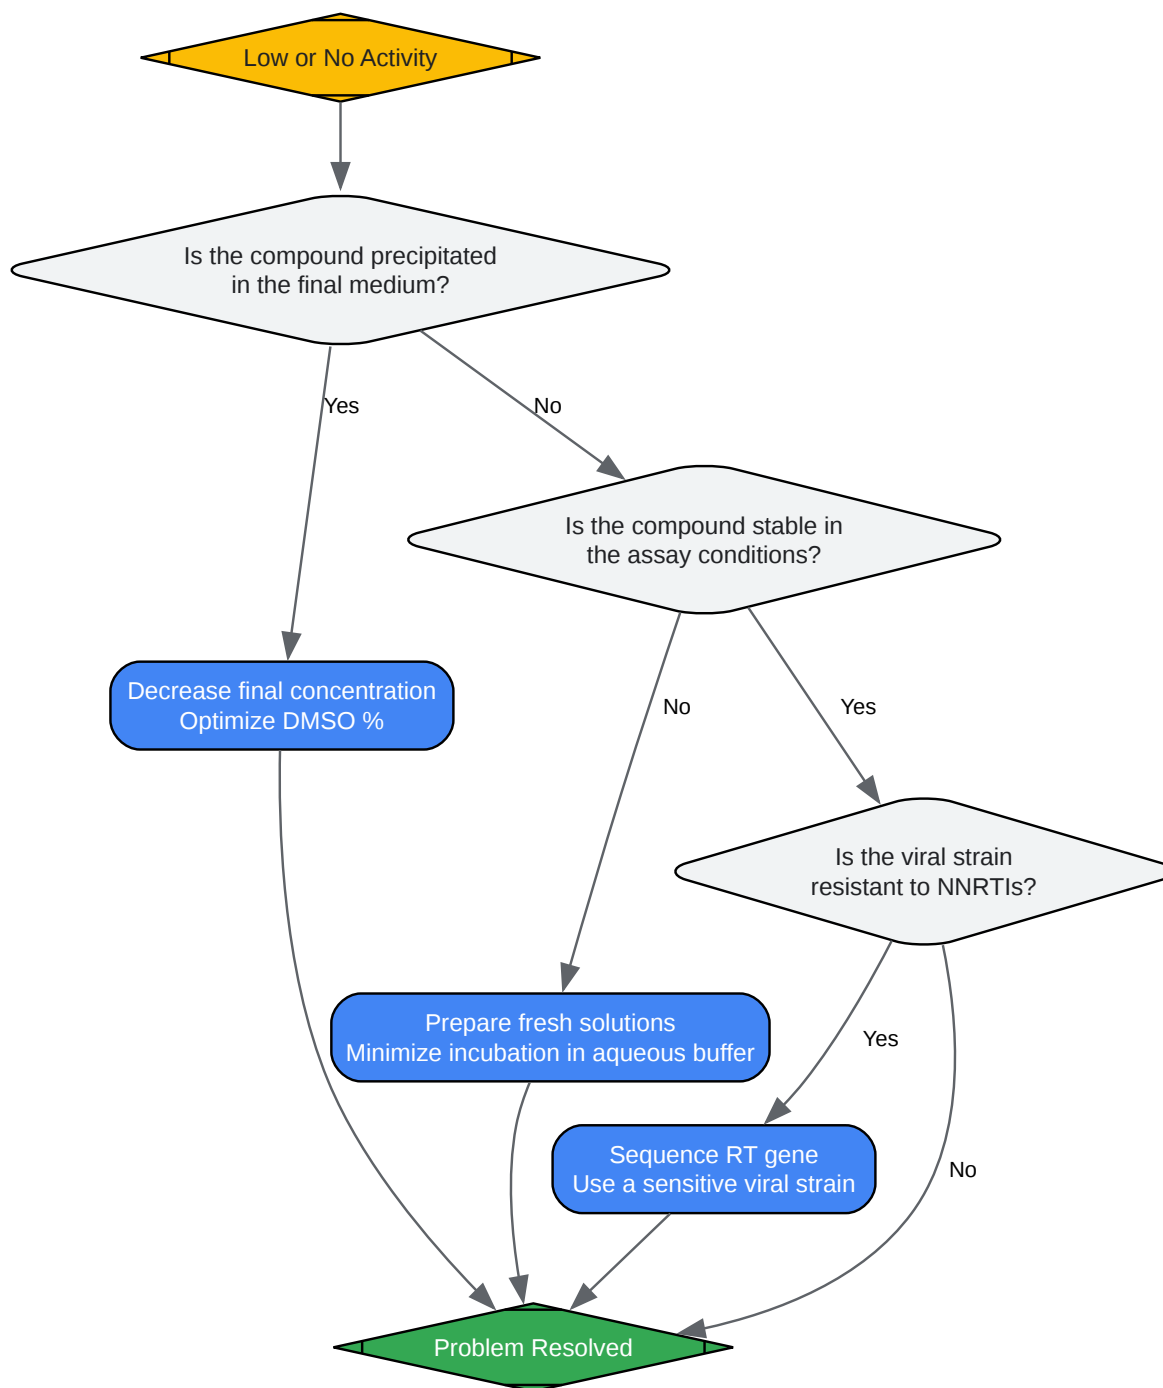 Low or No Activity
Is the compound precipitated
in the final medium?
Yes
No
Is the compound stable in
the assay conditions?
Decrease final concentration
Optimize DMSO %
No
Yes
Is the viral strain
resistant to NNRTIs?
Prepare fresh solutions
Minimize incubation in aqueous buffer
Yes
Sequence RT gene
Use a sensitive viral strain
No
Problem Resolved